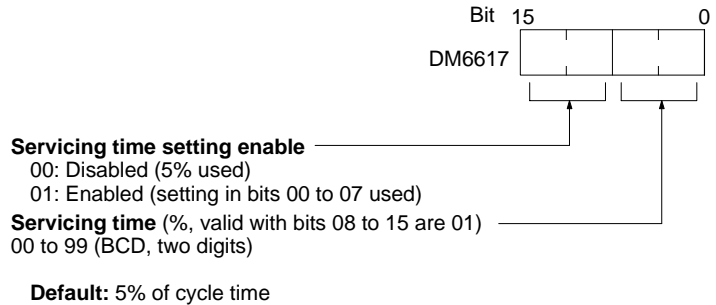 Bit 15 0
DM6617
Servicing time setting enable
00: Disabled (5% used)
01: Enabled (setting in bits 00 to 07 used)
Servicing time (%, valid with bits 08 to 15 are 01)
00 to 99 (BCD, two digits)
Default: 5% of cycle time